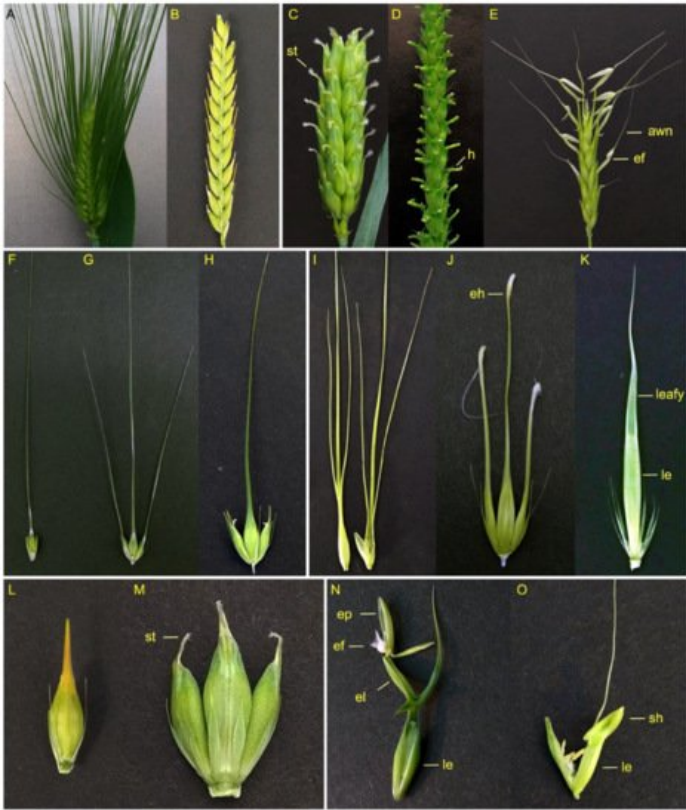 A B C D E
st
h
awn
ef
F G H I J K
eh
leafy
le
L M N O
st
ep
ef
el
le
sh
le